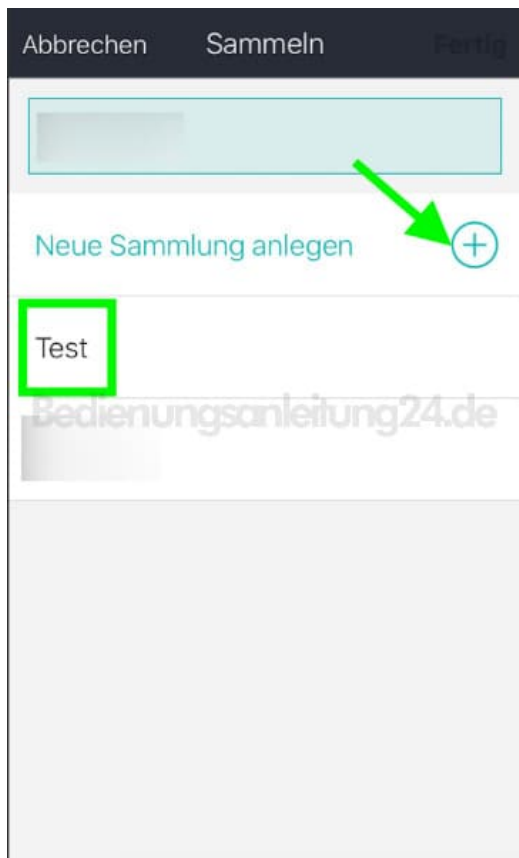 Abbrechen Sammeln Fertig
Neue Sammlung anlegen
Test
Bedienungsanleitung24.de